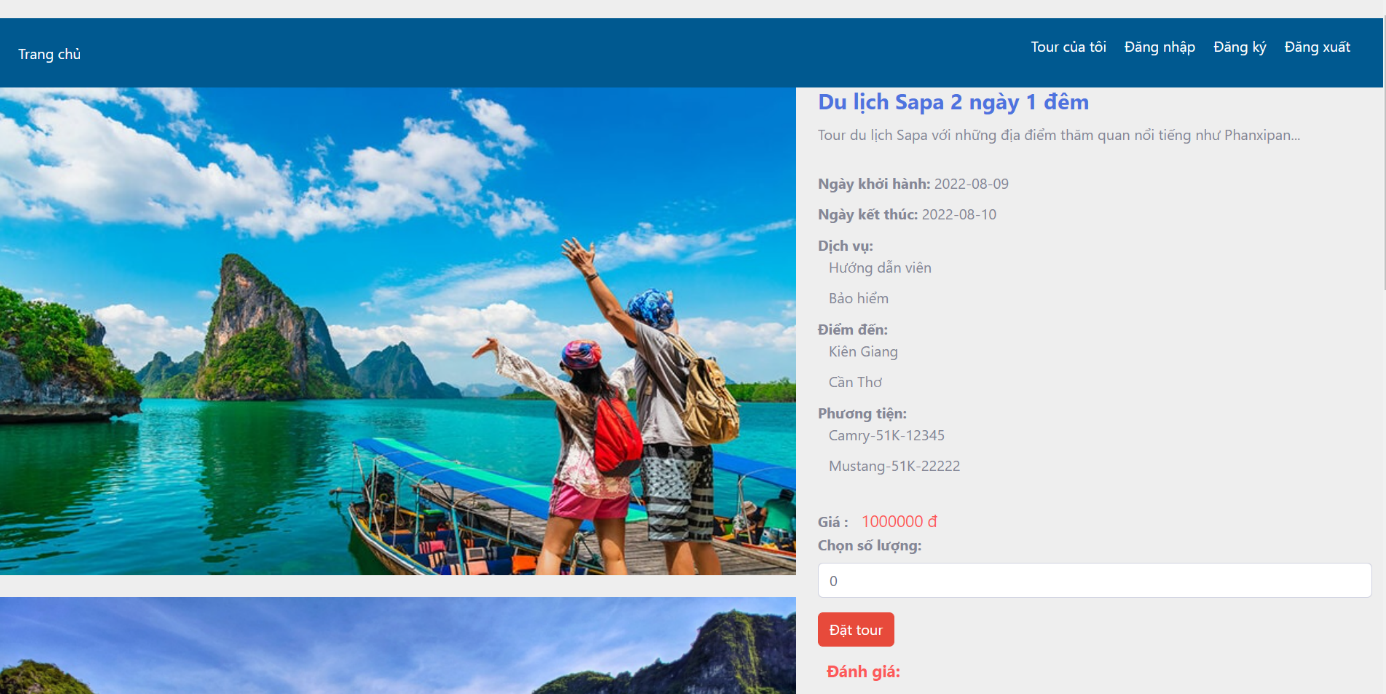 Trang chủ
Tour của tôi Đăng nhập Đăng ký Đăng xuất
Du lịch Sapa 2 ngày 1 đêm
Tour du lịch Sapa với những địa điểm thăm quan nổi tiếng như Phanxipan...
Ngày khởi hành: 2022-08-09
Ngày kết thúc: 2022-08-10
Dịch vụ:
Hướng dẫn viên
Bảo hiểm
Điểm đến:
Kiên Giang
Cần Thơ
Phương tiện:
Camry-51K-12345
Mustang-51K-22222
Giá : 1000000 đ
Chọn số lượng:
0
Đặt tour
Đánh giá: